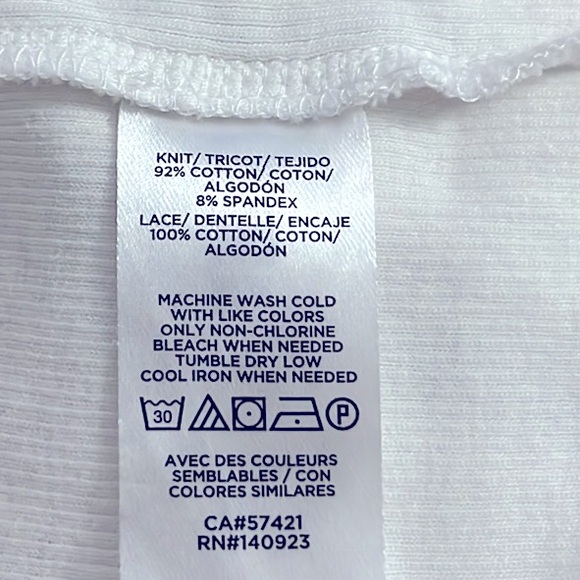 KNIT/ TRICOT/ TEJIDO
92% COTTON/ COTON/
ALGODÓN
8% SPANDEX
LACE/ DENTELLE/ ENCAJE
100% COTTON/ COTON/
ALGODÓN
MACHINE WASH COLD
WITH LIKE COLORS
ONLY NON-CHLORINE
BLEACH WHEN NEEDED
TUMBLE DRY LOW
COOL IRON WHEN NEEDED
30 P
AVEC DES COULEURS
SEMBLABLES / CON
COLORES SIMILARES
CA#57421
RN#140923